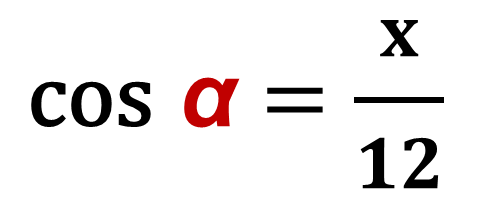 cos α = x/12